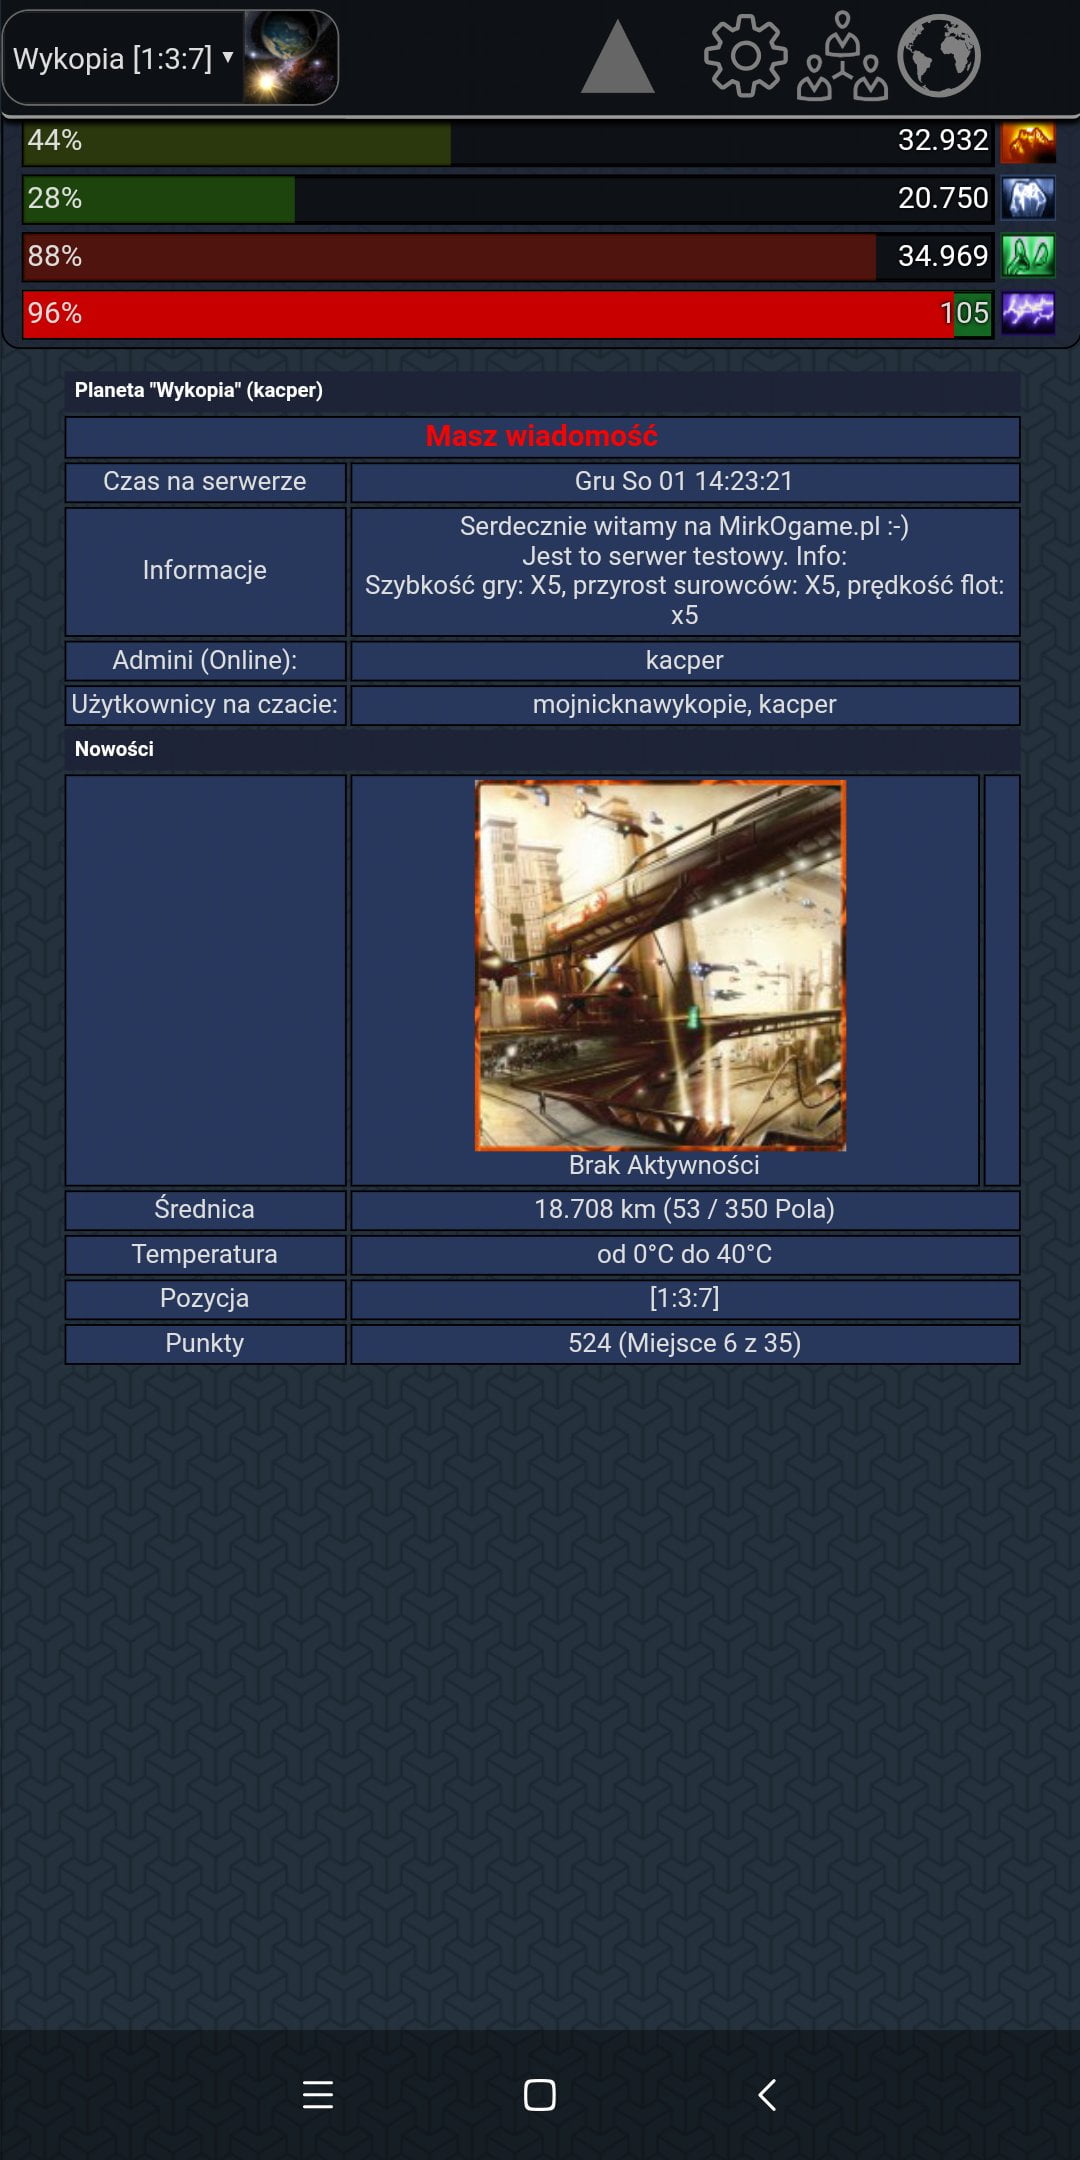 Wykopia [1:3:7] ▼
44% 32.932
28% 20.750
88% 34.969
96% 105
Planeta "Wykopia" (kacper)
Masz wiadomość
Czas na serwerze Gru So 01 14:23:21
Informacje
Serdecznie witamy na MirkOgame.pl :-)
Jest to serwer testowy. Info:
Szybkość gry: X5, przyrost surowców: X5, prędkość flot:
x5
Admini (Online): kacper
Użytkownicy na czacie: mojnicknawykopie, kacper
Nowości
Brak Aktywności
Średnica 18.708 km (53 / 350 Pola)
Temperatura od 0°C do 40°C
Pozycja [1:3:7]
Punkty 524 (Miejsce 6 z 35)